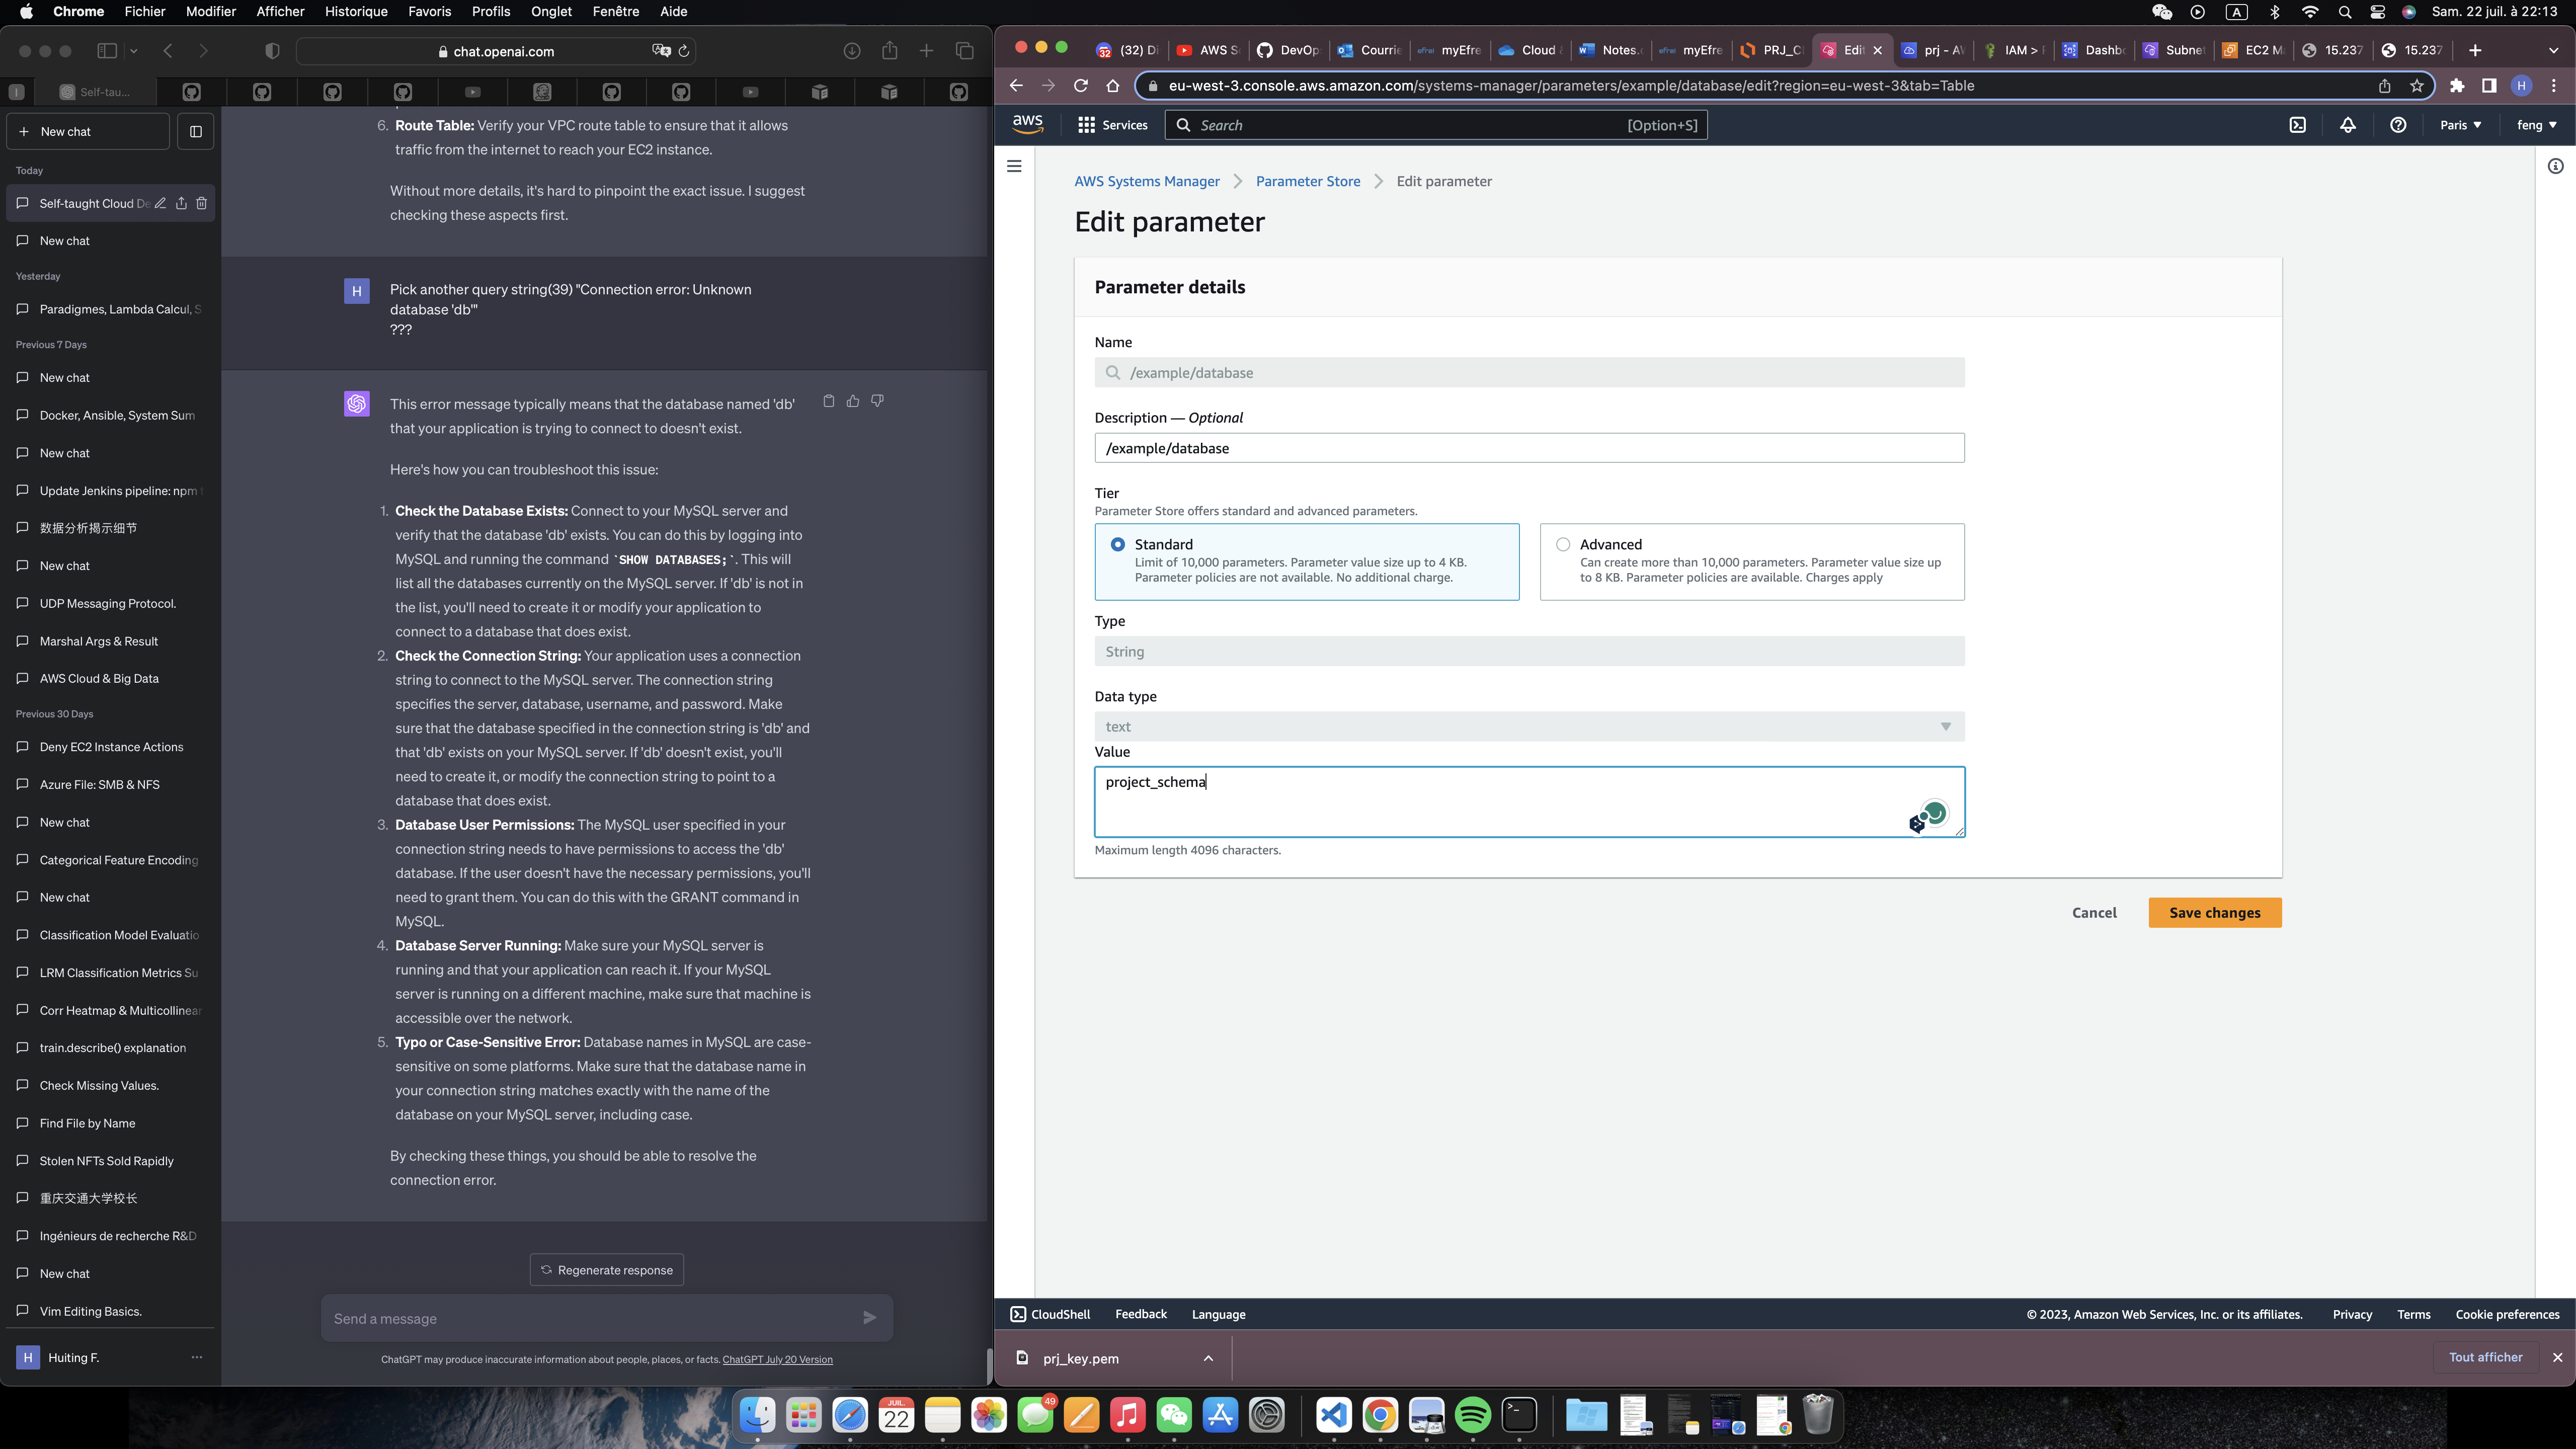 Chrome Fichier Modifier Afficher Historique Favoris Profils Onglet Fenêtre Aide
A
Sam. 22 juil. à 22:13
chat.openai.com
Self-tau...
New chat
Today
Self-taught Cloud De
New chat
Yesterday
Paradigmes, Lambda Calcul, S
Previous 7 Days
New chat
Docker, Ansible, System Sum
New chat
Update Jenkins pipeline: npm
数据分析揭示细节
New chat
UDP Messaging Protocol.
Marshal Args & Result
AWS Cloud & Big Data
Previous 30 Days
Deny EC2 Instance Actions
Azure File: SMB & NFS
New chat
Categorical Feature Encoding
New chat
Classification Model Evaluatio
LRM Classification Metrics Su
Corr Heatmap & Multicollinear
train.describe() explanation
Check Missing Values.
Find File by Name
Stolen NFTs Sold Rapidly
重庆交通大学校长
Ingénieurs de recherche R&D
New chat
Vim Editing Basics.
H
Huiting F.
6. Route Table: Verify your VPC route table to ensure that it allows
traffic from the internet to reach your EC2 instance.
Without more details, it's hard to pinpoint the exact issue. I suggest
checking these aspects first.
H
Pick another query string(39) "Connection error: Unknown
database 'db'"
???
This error message typically means that the database named 'db'
that your application is trying to connect to doesn't exist.
Here's how you can troubleshoot this issue:
1. Check the Database Exists: Connect to your MySQL server and
verify that the database 'db' exists. You can do this by logging into
MySQL and running the command `SHOW DATABASES;`. This will
list all the databases currently on the MySQL server. If 'db' is not in
the list, you'll need to create it or modify your application to
connect to a database that does exist.
2. Check the Connection String: Your application uses a connection
string to connect to the MySQL server. The connection string
specifies the server, database, username, and password. Make
sure that the database specified in the connection string is 'db' and
that 'db' exists on your MySQL server. If 'db' doesn't exist, you'll
need to create it, or modify the connection string to point to a
database that does exist.
3. Database User Permissions: The MySQL user specified in your
connection string needs to have permissions to access the 'db'
database. If the user doesn't have the necessary permissions, you'll
need to grant them. You can do this with the GRANT command in
MySQL.
4. Database Server Running: Make sure your MySQL server is
running and that your application can reach it. If your MySQL
server is running on a different machine, make sure that machine is
accessible over the network.
5. Typo or Case-Sensitive Error: Database names in MySQL are case-
sensitive on some platforms. Make sure that the database name in
your connection string matches exactly with the name of the
database on your MySQL server, including case.
By checking these things, you should be able to resolve the
connection error.
Regenerate response
Send a message
ChatGPT may produce inaccurate information about people, places, or facts. ChatGPT July 20 Version
32 (32) Di
AWS S
DevOp
Courrie
efrei myEfre
Cloud
Notes.
efrei myEfre
PRJ_C
Edit
prj - A
IAM >
Dashb
Subnet
EC2 M
15.237
15.237
eu-west-3.console.aws.amazon.com/systems-manager/parameters/example/database/edit?region=eu-west-3&tab=Table
H
aws
Services
Search
[Option+S]
Paris
feng
AWS Systems Manager
Parameter Store
Edit parameter
Edit parameter
Parameter details
Name
/example/database
Description — Optional
/example/database
Tier
Parameter Store offers standard and advanced parameters.
Standard
Limit of 10,000 parameters. Parameter value size up to 4 KB.
Parameter policies are not available. No additional charge.
Advanced
Can create more than 10,000 parameters. Parameter value size up
to 8 KB. Parameter policies are available. Charges apply
Type
String
Data type
text
Value
project_schema
Maximum length 4096 characters.
Cancel
Save changes
CloudShell
Feedback
Language
© 2023, Amazon Web Services, Inc. or its affiliates.
Privacy
Terms
Cookie preferences
prj_key.pem
Tout afficher
JUIL.
22
49